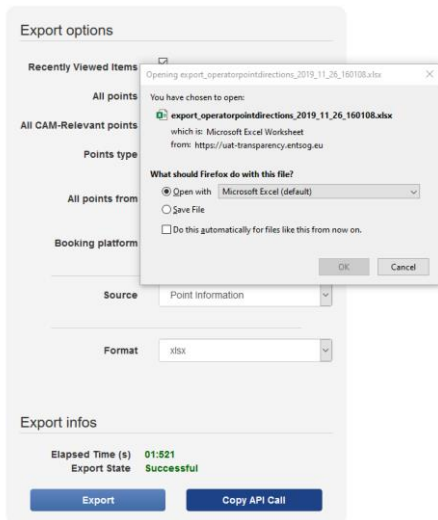 Export options
Recently Viewed Items
Opening export_operatorpointdirections_2019_11_26_160108.xlsx
You have chosen to open:
export_operatorpointdirections_2019_11_26_160108.xlsx
which is: Microsoft Excel Worksheet
from: https://uat-transparency.entsog.eu
What should Firefox do with this file?
Open with Microsoft Excel (default)
Save File
Do this automatically for files like this from now on.
OK Cancel
All points
All CAM-Relevant points
Points type
All points from
Booking platform
Source Point Information
Format xlsx
Export infos
Elapsed Time (s) 01:521
Export State Successful
Export Copy API Call